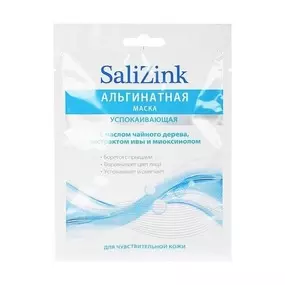 SaliZink
АЛЬГИНАТНАЯ
МАСКА
УСПОКАИВАЮЩАЯ
с маслом чайного дерева,
экстрактом ивы и миоксинолом
• Борется с прыщами
• Выравнивает цвет лица
• Успокаивает и смягчает
для чувствительной кожи